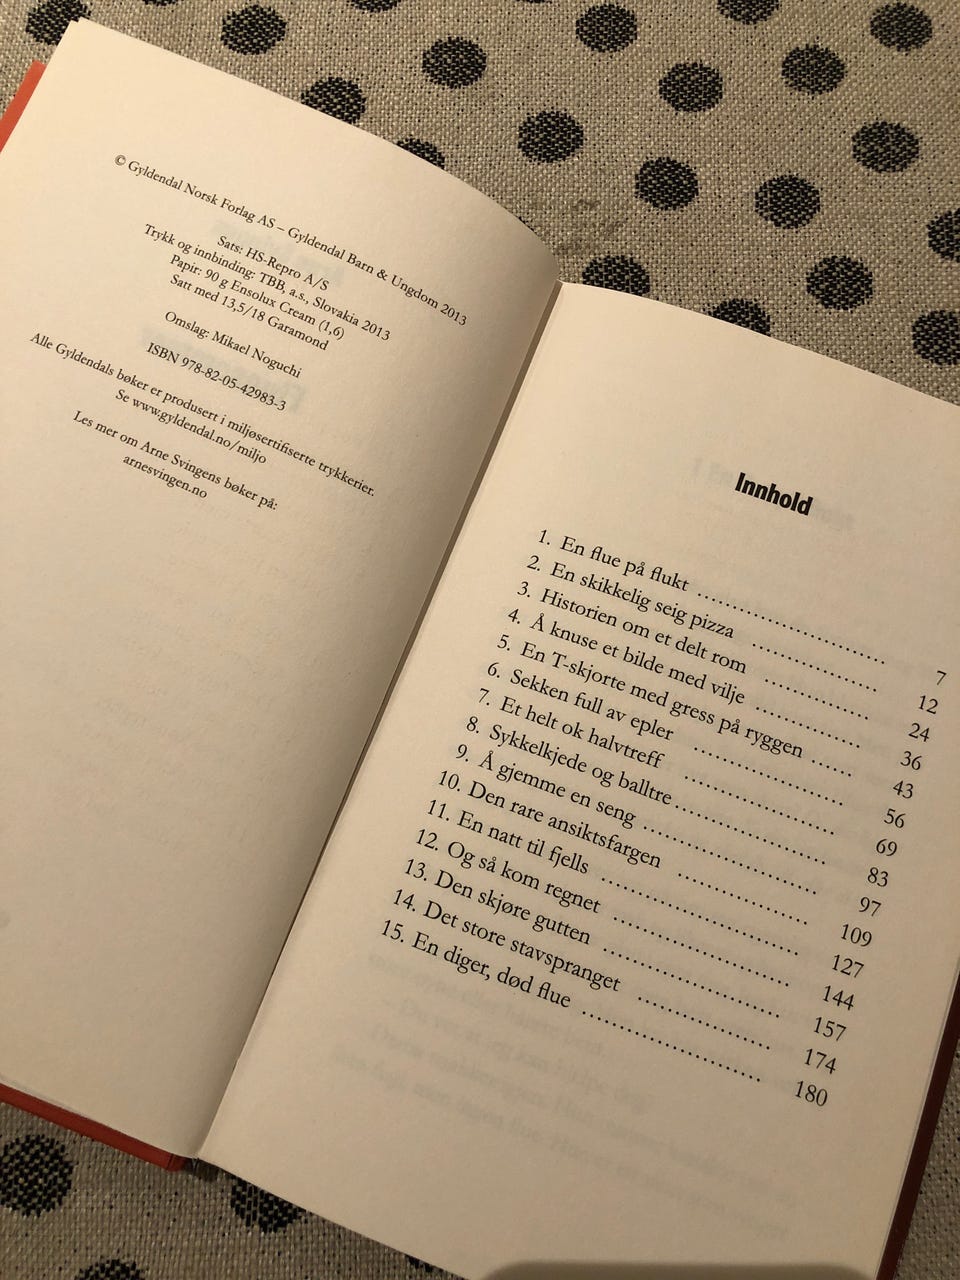 © Gyldendal Norsk Forlag AS – Gyldendal Barn & Ungdom 2013
Sats: HS-Repro A/S
Trykk og innbinding: TBB, a.s., Slovakia 2013
Papir: 90 g Ensolux Cream (1,6)
Satt med 13,5/18 Garamond
Omslag: Mikael Noguchi
ISBN 978-82-05-42983-3
Alle Gyldendals bøker er produsert i miljøsertifiserte trykkerier.
Se www.gyldendal.no/miljo
Les mer om Arne Svingens bøker på:
arnesvingen.no
Innhold
1. En flue på flukt ........................ 7
2. En skikkelig seig pizza ................ 12
3. Historien om et delt rom .............. 24
4. Å knuse et bilde med vilje ............. 36
5. En T-skjorte med gress på ryggen ...... 43
6. Sekken full av epler ................... 56
7. Et helt ok halvtreff ................... 69
8. Sykkelkjede og balltre ................. 83
9. Å gjemme en seng ....................... 97
10. Den rare ansiktsfargen ................ 109
11. En natt til fjells .................... 127
12. Og så kom regnet ...................... 144
13. Den skjøre gutten ..................... 157
14. Det store stavspranget ................ 174
15. En diger, død flue .................... 180